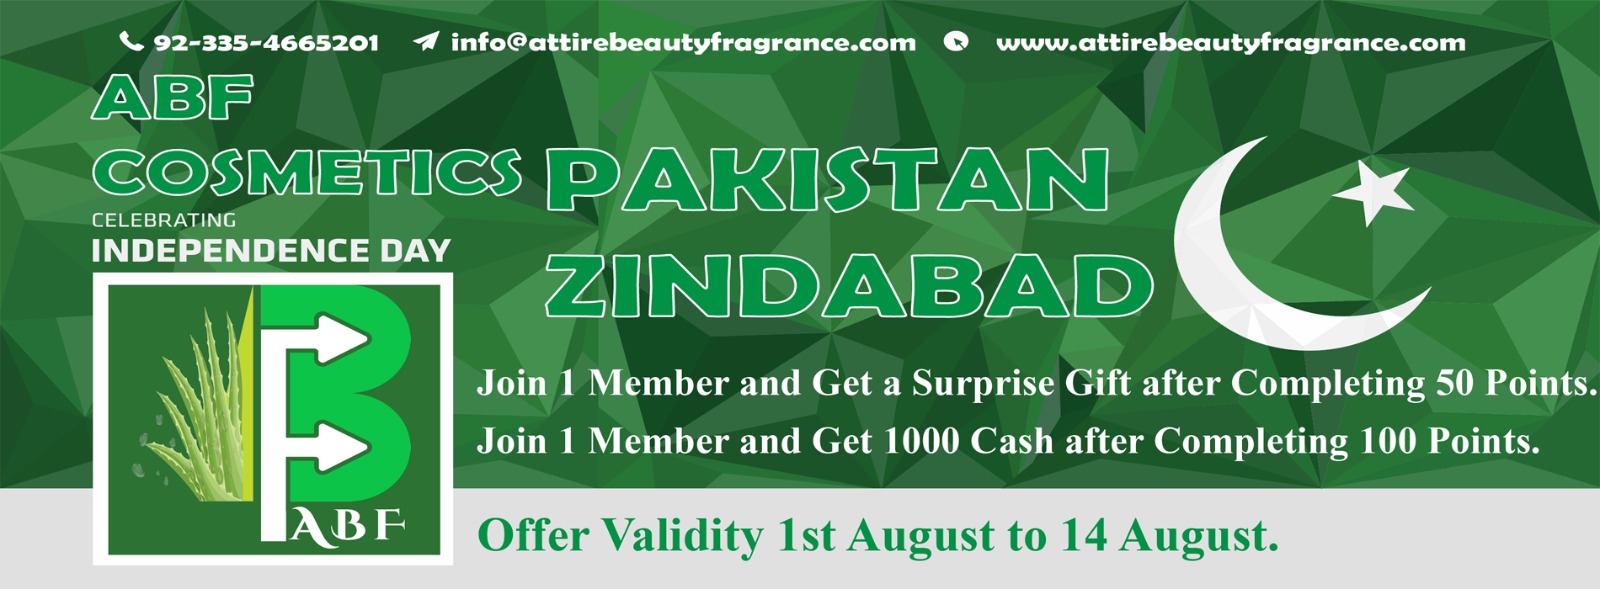 92-335-4665201 info@attirebeautyfragrance.com www.attirebeautyfragrance.com
ABF
COSMETICS
CELEBRATING
INDEPENDENCE DAY
PAKISTAN
ZINDABAD
Join 1 Member and Get a Surprise Gift after Completing 50 Points.
Join 1 Member and Get 1000 Cash after Completing 100 Points.
ABF
Offer Validity 1st August to 14 August.